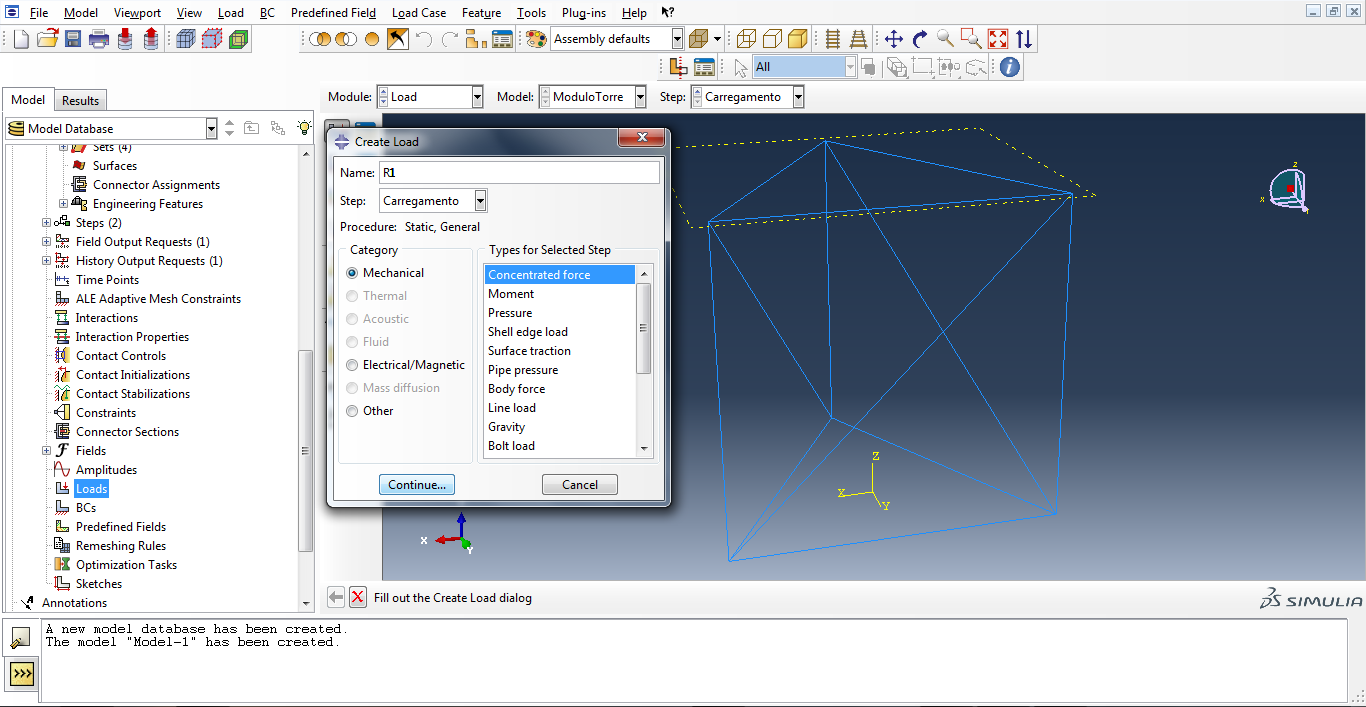 File Model Viewport View Load BC Predefined Field Load Case Feature Tools Plug-ins Help
Assembly defaults
All
Model Results
Module: Load Model: ModuloTorre Step: Carregamento
Model Database
Sets (4)
Surfaces
Connector Assignments
Engineering Features
Steps (2)
Field Output Requests (1)
History Output Requests (1)
Time Points
ALE Adaptive Mesh Constraints
Interactions
Interaction Properties
Contact Controls
Contact Initializations
Contact Stabilizations
Constraints
Connector Sections
Fields
Amplitudes
Loads
BCs
Predefined Fields
Remeshing Rules
Optimization Tasks
Sketches
Annotations
Create Load
Name: R1
Step: Carregamento
Procedure: Static, General
Category
Mechanical
Thermal
Acoustic
Fluid
Electrical/Magnetic
Mass diffusion
Other
Types for Selected Step
Concentrated force
Moment
Pressure
Shell edge load
Surface traction
Pipe pressure
Body force
Line load
Gravity
Bolt load
Continue... Cancel
Z
X
Z
X
Y
X
Y
Fill out the Create Load dialog
SIMULIA
A new model database has been created.
The model "Model-1" has been created.
>>>